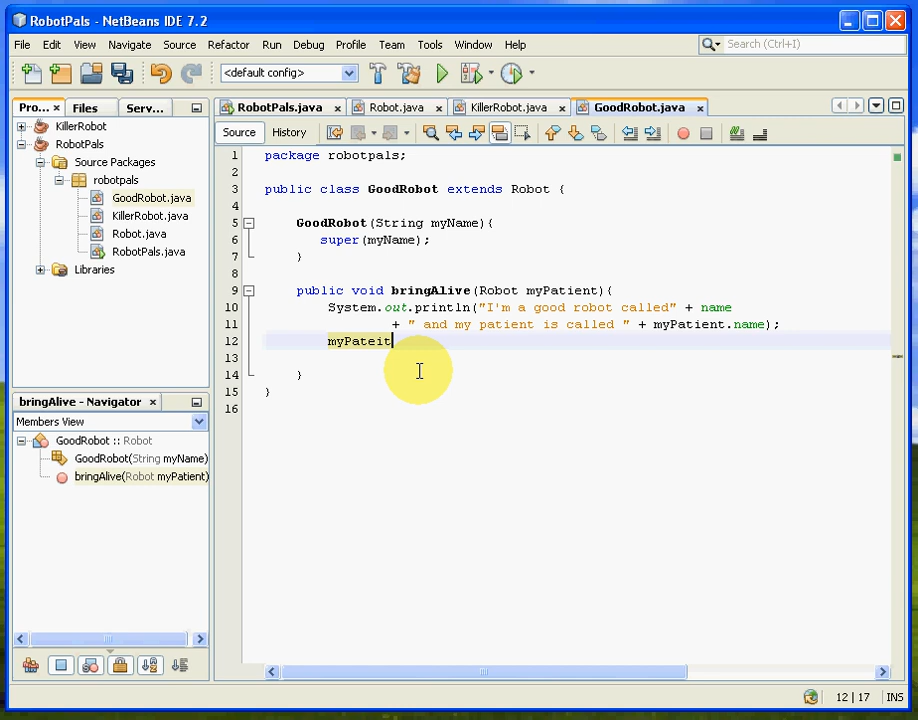 RobotPals - NetBeans IDE 7.2
File Edit View Navigate Source Refactor Run Debug Profile Team Tools Window Help
Search (Ctrl+I)
<default config>
Pro... × Files Serv...
RobotPals.java × Robot.java × KillerRobot.java × GoodRobot.java ×
KillerRobot
RobotPals
Source Packages
robotpals
GoodRobot.java
KillerRobot.java
Robot.java
RobotPals.java
Libraries
Source History
1 package robotpals;
2
3 public class GoodRobot extends Robot {
4
5 GoodRobot(String myName){
6 super(myName);
7 }
8
9 public void bringAlive(Robot myPatient){
10 System.out.println("I'm a good robot called" + name
11 + " and my patient is called " + myPatient.name);
12 myPateit
13
14 }
15 }
16
bringAlive - Navigator ×
Members View
GoodRobot :: Robot
GoodRobot(String myName)
bringAlive(Robot myPatient)
12 | 17 INS